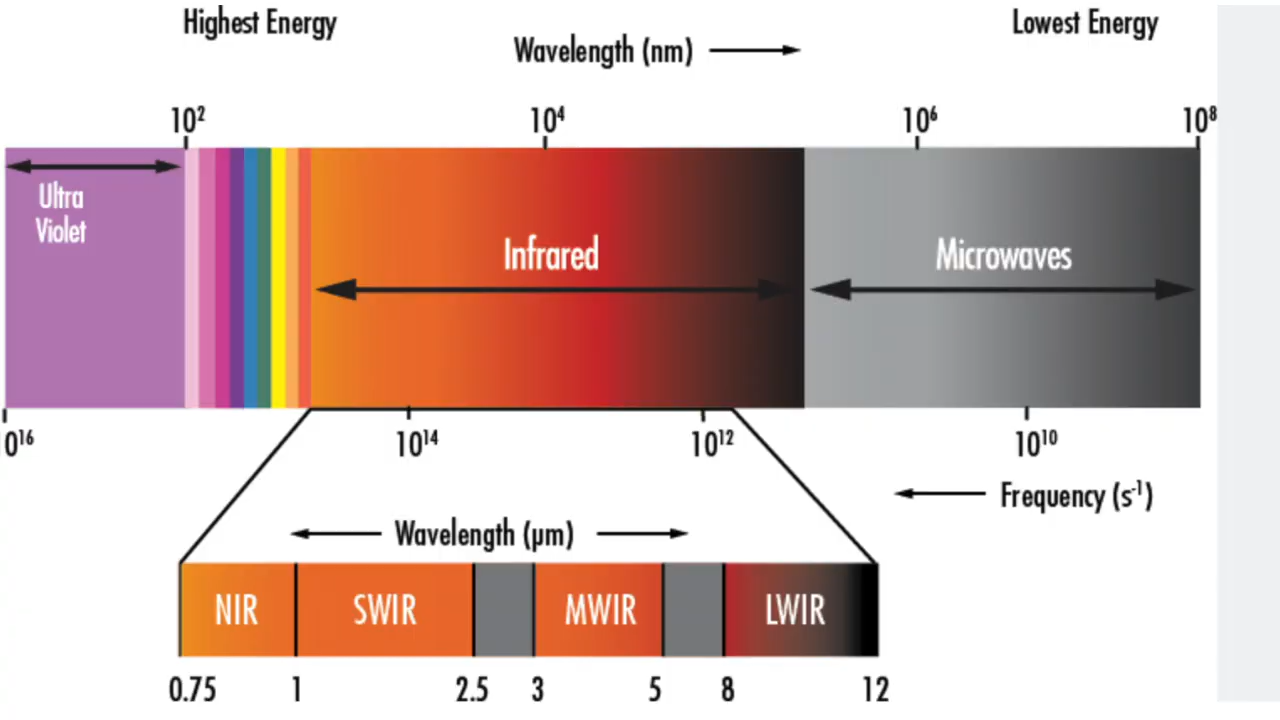 Highest Energy
Lowest Energy
Wavelength (nm)
10²
10⁴
10⁶
10⁸
Ultra
Violet
Infrared
Microwaves
0¹⁶
10¹⁴
10¹²
10¹⁰
Frequency (s⁻¹)
Wavelength (µm)
NIR
SWIR
MWIR
LWIR
0.75
1
2.5
3
5
8
12